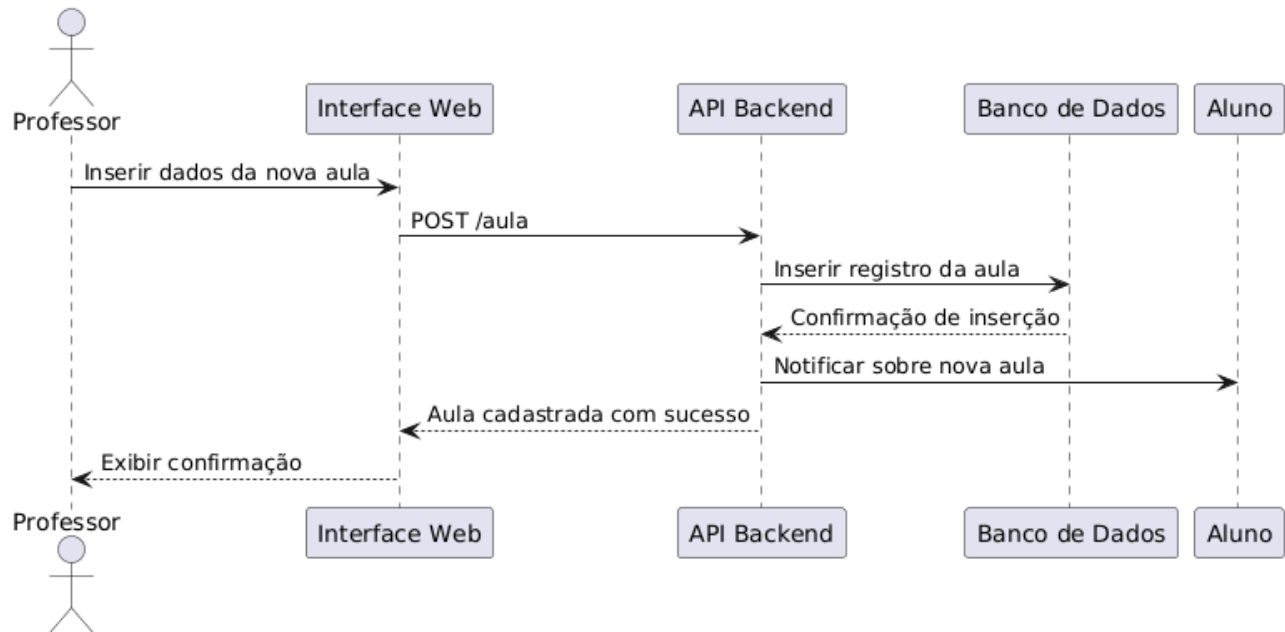 Professor
Interface Web
API Backend
Banco de Dados
Aluno
Inserir dados da nova aula
POST /aula
Inserir registro da aula
Confirmação de inserção
Notificar sobre nova aula
Aula cadastrada com sucesso
Exibir confirmação
Professor
Interface Web
API Backend
Banco de Dados
Aluno